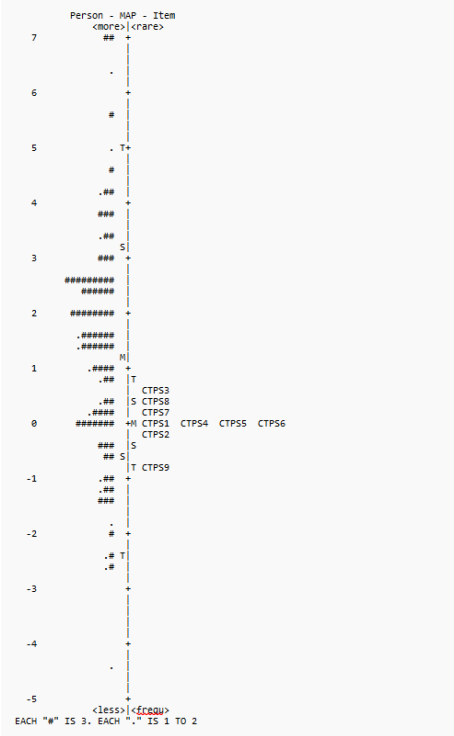 Person - MAP - Item
<more>|<rare>
7 ## +
|
|
. |
|
6 +
|
# |
|
|
5 . T+
|
# |
|
.## |
4 +
### |
|
.## |
S|
3 ### +
|
######### |
###### |
|
2 ######## +
|
.###### |
.###### |
M|
1 .#### +
.## |T
| CTPS3
.## |S CTPS8
.#### | CTPS7
0 ####### +M CTPS1 CTPS4 CTPS5 CTPS6
| CTPS2
### |S
## S|
|T CTPS9
-1 .## +
.## |
### |
|
. |
-2 # +
|
.# T|
.# |
|
-3 +
|
|
|
|
-4 +
|
. |
|
|
-5 +
<less>|<frequ>
EACH "#" IS 3. EACH "." IS 1 TO 2